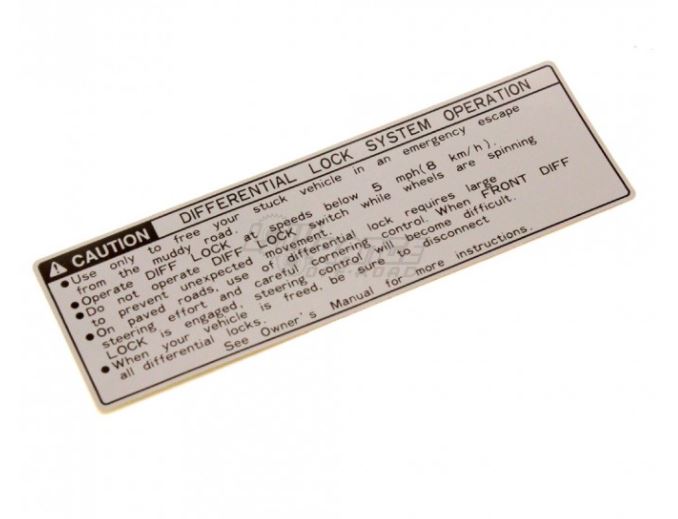 ⚠ CAUTION DIFFERENTIAL LOCK SYSTEM OPERATION
●Use only to free your stuck vehicle in an emergency escape
from the muddy road.
●Operate DIFF LOCK at speeds below 5 mph(8 km/h).
●Do not operate DIFF LOCK switch while wheels are spinning
to prevent unexpected movement.
●On paved roads, use of differential lock requires large
steering effort and careful cornering control. When FRONT DIFF
LOCK is engaged, steering control will become difficult.
●When your vehicle is freed, be sure to disconnect
all differential locks. See Owner's Manual for more instructions.